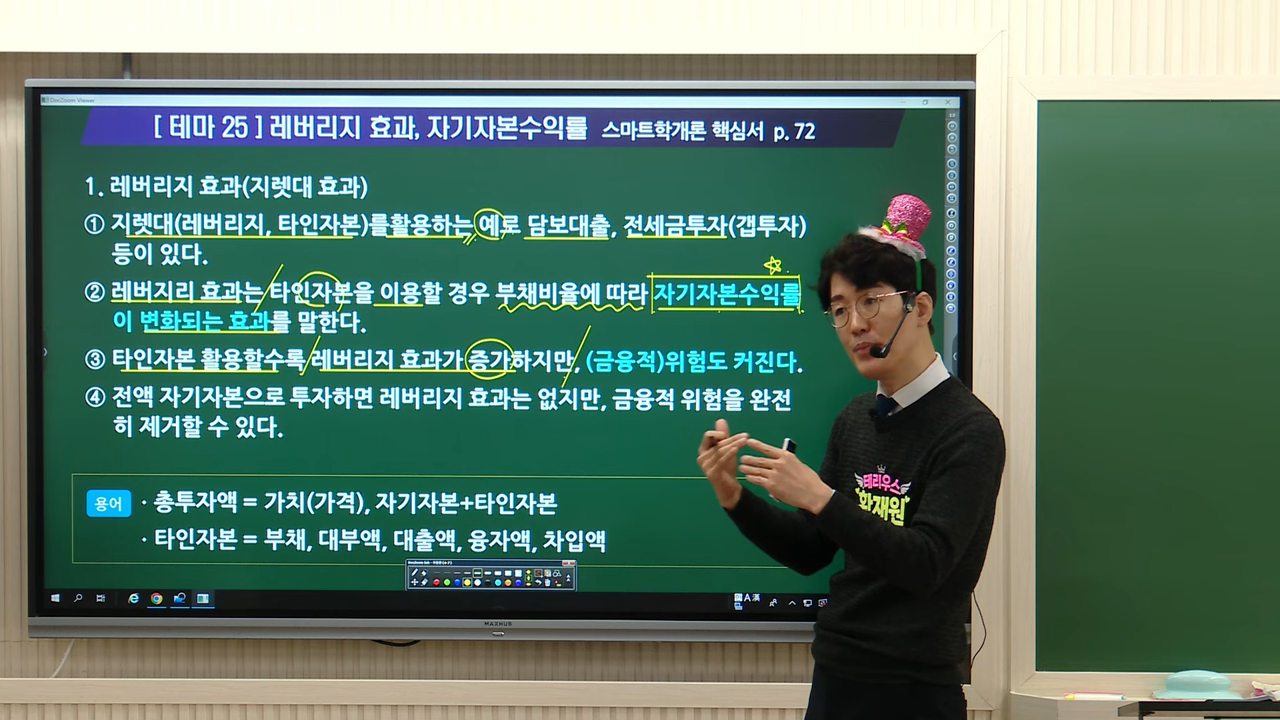 DocZoom Viewer
[ 테마 25 ] 레버리지 효과, 자기자본수익률 스마트학개론 핵심서 p. 72
1. 레버리지 효과(지렛대 효과)
① 지렛대(레버리지, 타인자본)를활용하는 예로 담보대출, 전세금투자(갭투자)
등이 있다.
② 레버지리 효과는 타인자본을 이용할 경우 부채비율에 따라 자기자본수익률
이 변화되는 효과를 말한다.
③ 타인자본 활용할수록 레버리지 효과가 증가하지만, (금융적)위험도 커진다.
④ 전액 자기자본으로 투자하면 레버리지 효과는 없지만, 금융적 위험을 완전
히 제거할 수 있다.
용어 · 총투자액 = 가치(가격), 자기자본+타인자본
· 타인자본 = 부채, 대부액, 대출액, 융자액, 차입액
A 漢
MAXHUB
테리우스
황재원